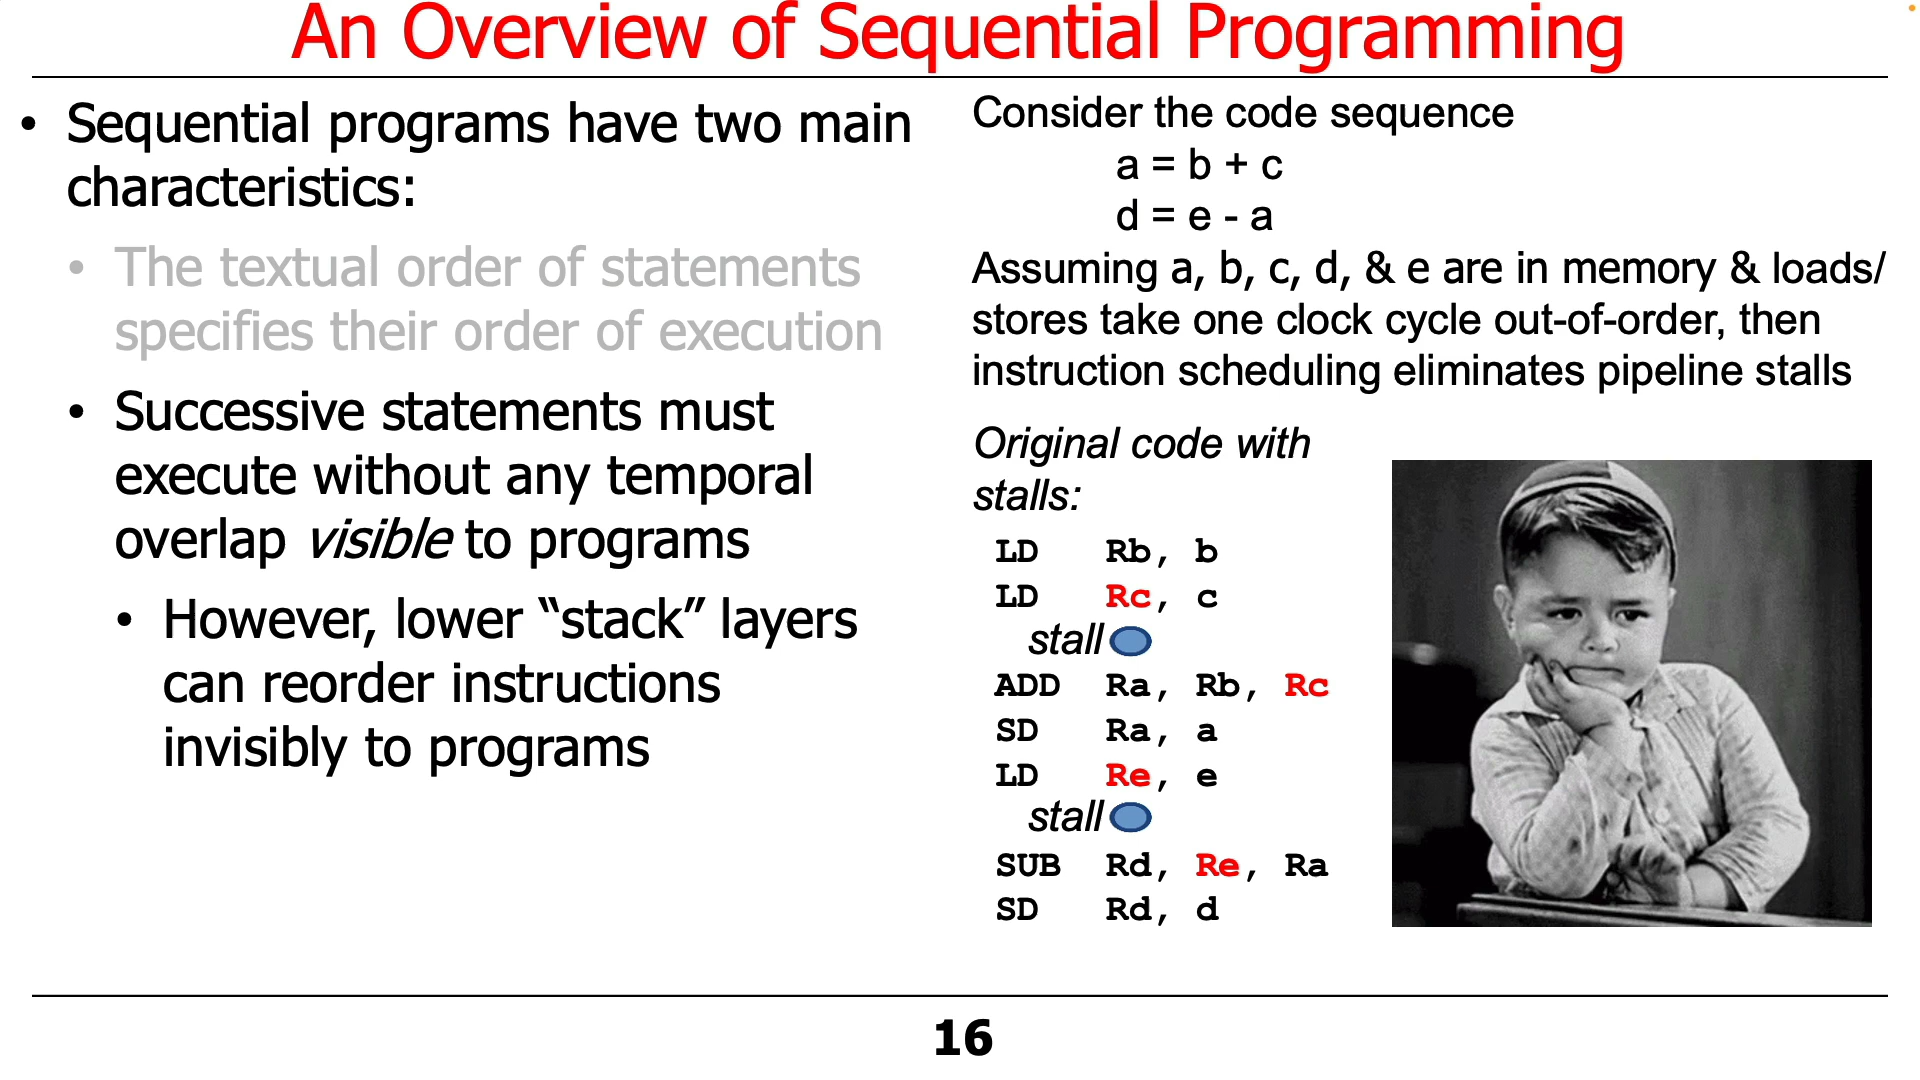 An Overview of Sequential Programming
• Sequential programs have two main
characteristics:
• The textual order of statements
specifies their order of execution
• Successive statements must
execute without any temporal
overlap visible to programs
• However, lower “stack” layers
can reorder instructions
invisibly to programs
Consider the code sequence
a = b + c
d = e - a
Assuming a, b, c, d, & e are in memory & loads/
stores take one clock cycle out-of-order, then
instruction scheduling eliminates pipeline stalls
Original code with
stalls:
LD Rb, b
LD Rc, c
stall
ADD Ra, Rb, Rc
SD Ra, a
LD Re, e
stall
SUB Rd, Re, Ra
SD Rd, d
16